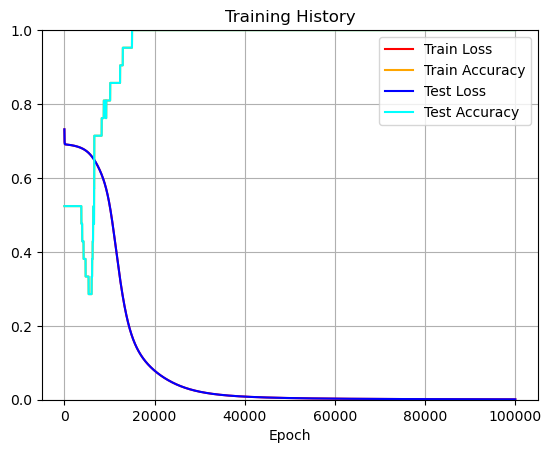 Training History
1.0
0.8
0.6
0.4
0.2
0.0
Train Loss
Train Accuracy
Test Loss
Test Accuracy
0 20000 40000 60000 80000 100000
Epoch